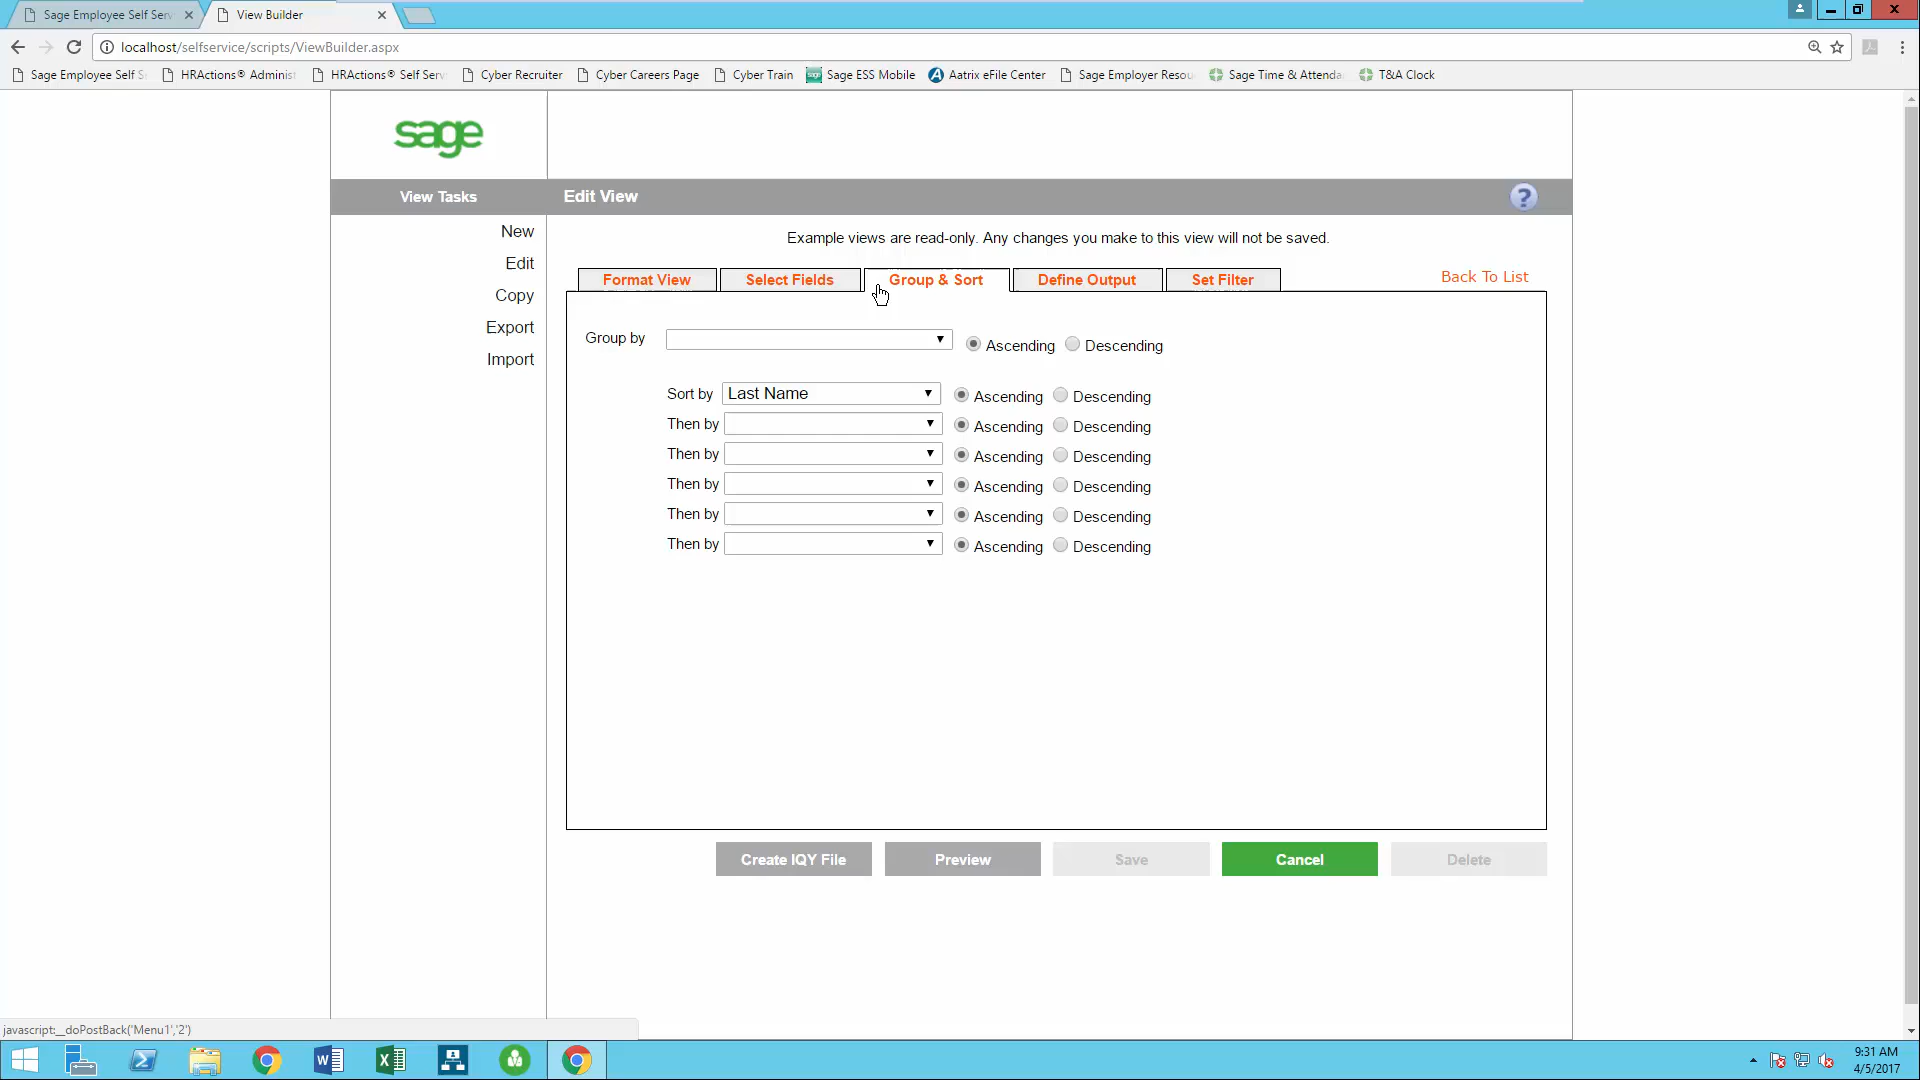 Sage Employee Self Serv
View Builder
localhost/selfservice/scripts/ViewBuilder.aspx
Sage Employee Self S
HRActions® Administ
HRActions® Self Serv
Cyber Recruiter
Cyber Careers Page
Cyber Train
sage
Sage ESS Mobile
Aatrix eFile Center
Sage Employer Resou
Sage Time & Attenda
T&A Clock
sage
View Tasks
Edit View
?
New
Edit
Copy
Export
Import
Example views are read-only. Any changes you make to this view will not be saved.
Format View
Select Fields
Group & Sort
Define Output
Set Filter
Back To List
Group by
Ascending
Descending
Sort by
Last Name
Ascending
Descending
Then by
Ascending
Descending
Then by
Ascending
Descending
Then by
Ascending
Descending
Then by
Ascending
Descending
Then by
Ascending
Descending
Create IQY File
Preview
Save
Cancel
Delete
javascript:__doPostBack('Menu1','2')
9:31 AM
4/5/2017